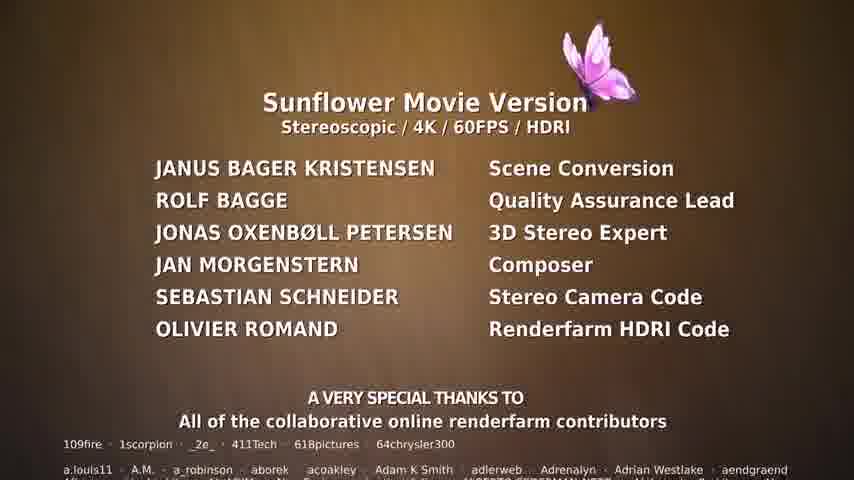 Sunflower Movie Version
Stereoscopic / 4K / 60FPS / HDRI
JANUS BAGER KRISTENSEN Scene Conversion
ROLF BAGGE Quality Assurance Lead
JONAS OXENBØLL PETERSEN 3D Stereo Expert
JAN MORGENSTERN Composer
SEBASTIAN SCHNEIDER Stereo Camera Code
OLIVIER ROMAND Renderfarm HDRI Code
A VERY SPECIAL THANKS TO
All of the collaborative online renderfarm contributors
109fire · 1scorpion · _2e_ · 411Tech · 618pictures · 64chrysler300
a.louis11 · A.M. · a_robinson · aborek · acoakley · Adam K Smith · adlerweb · Adrenalyn · Adrian Westlake · aendgraend